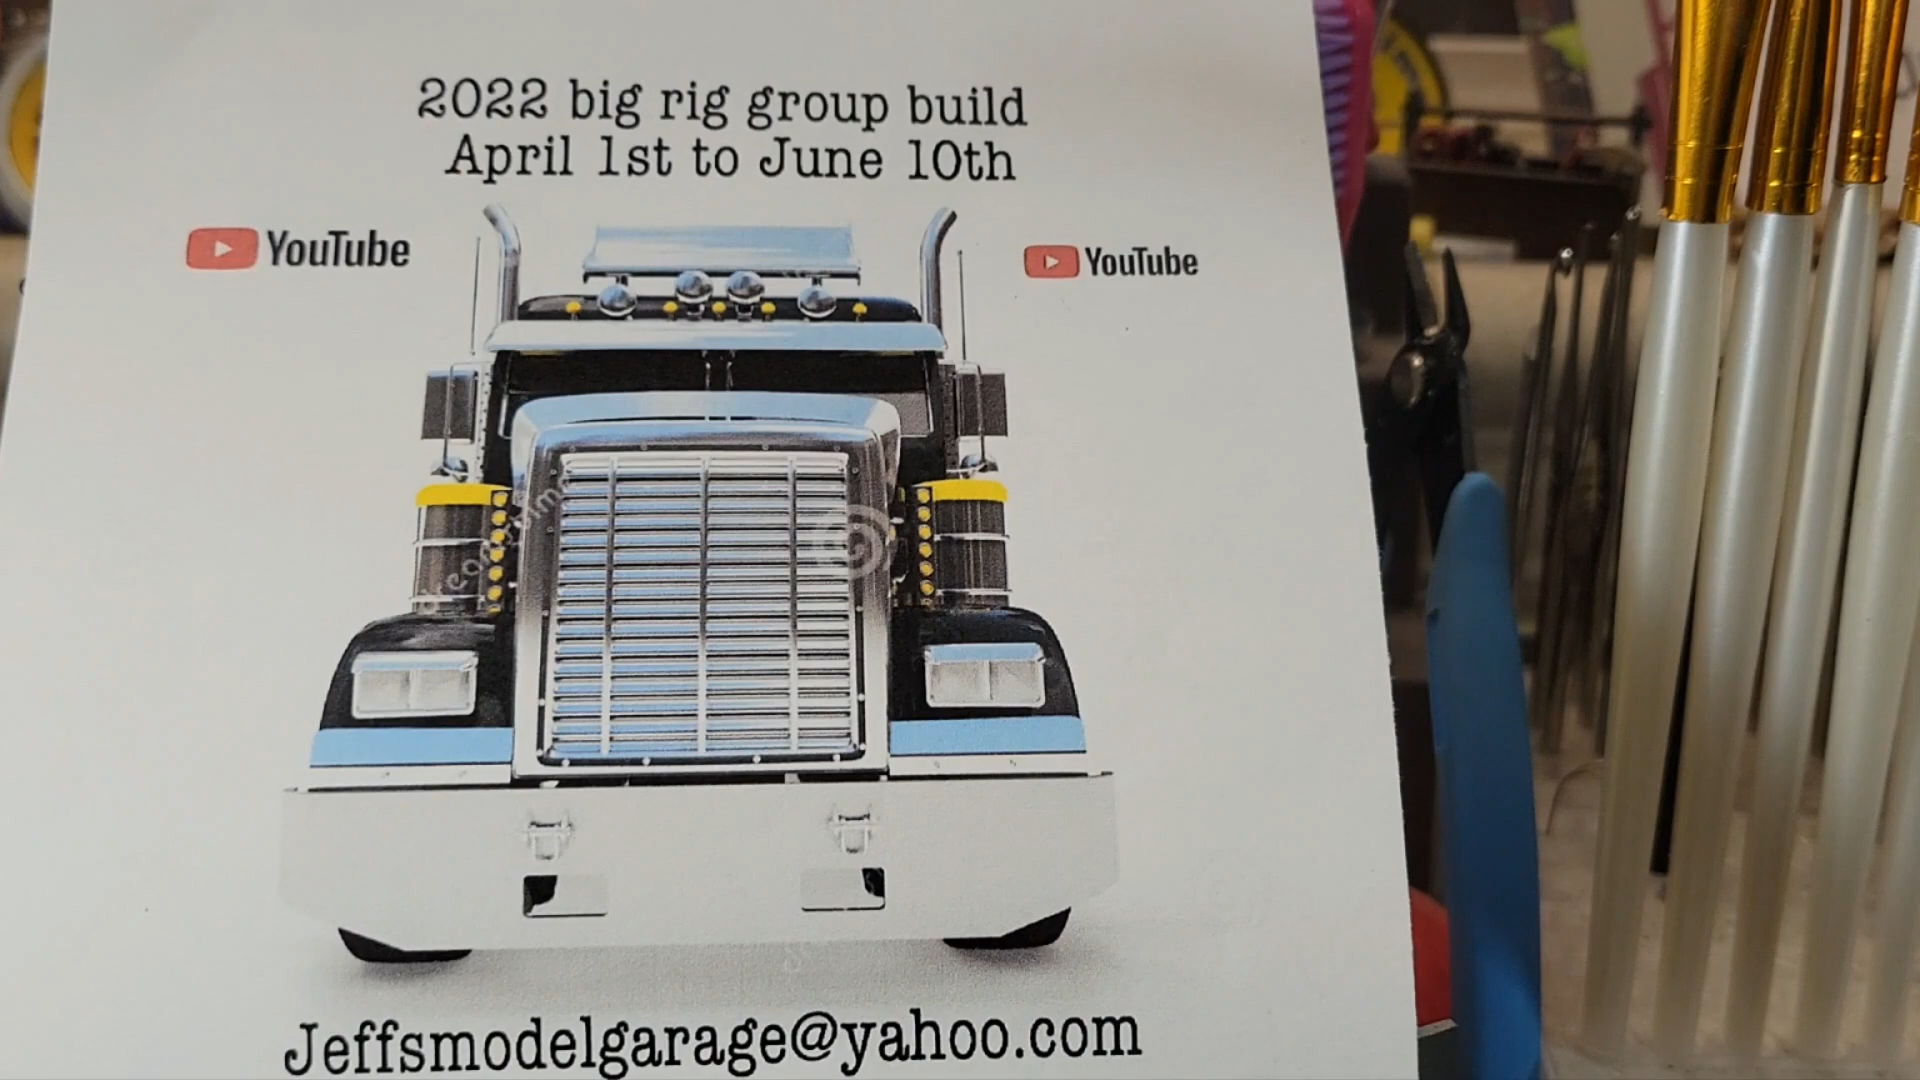 2022 big rig group build
April 1st to June 10th
YouTube
YouTube
Jeffsmodelgarage@yahoo.com